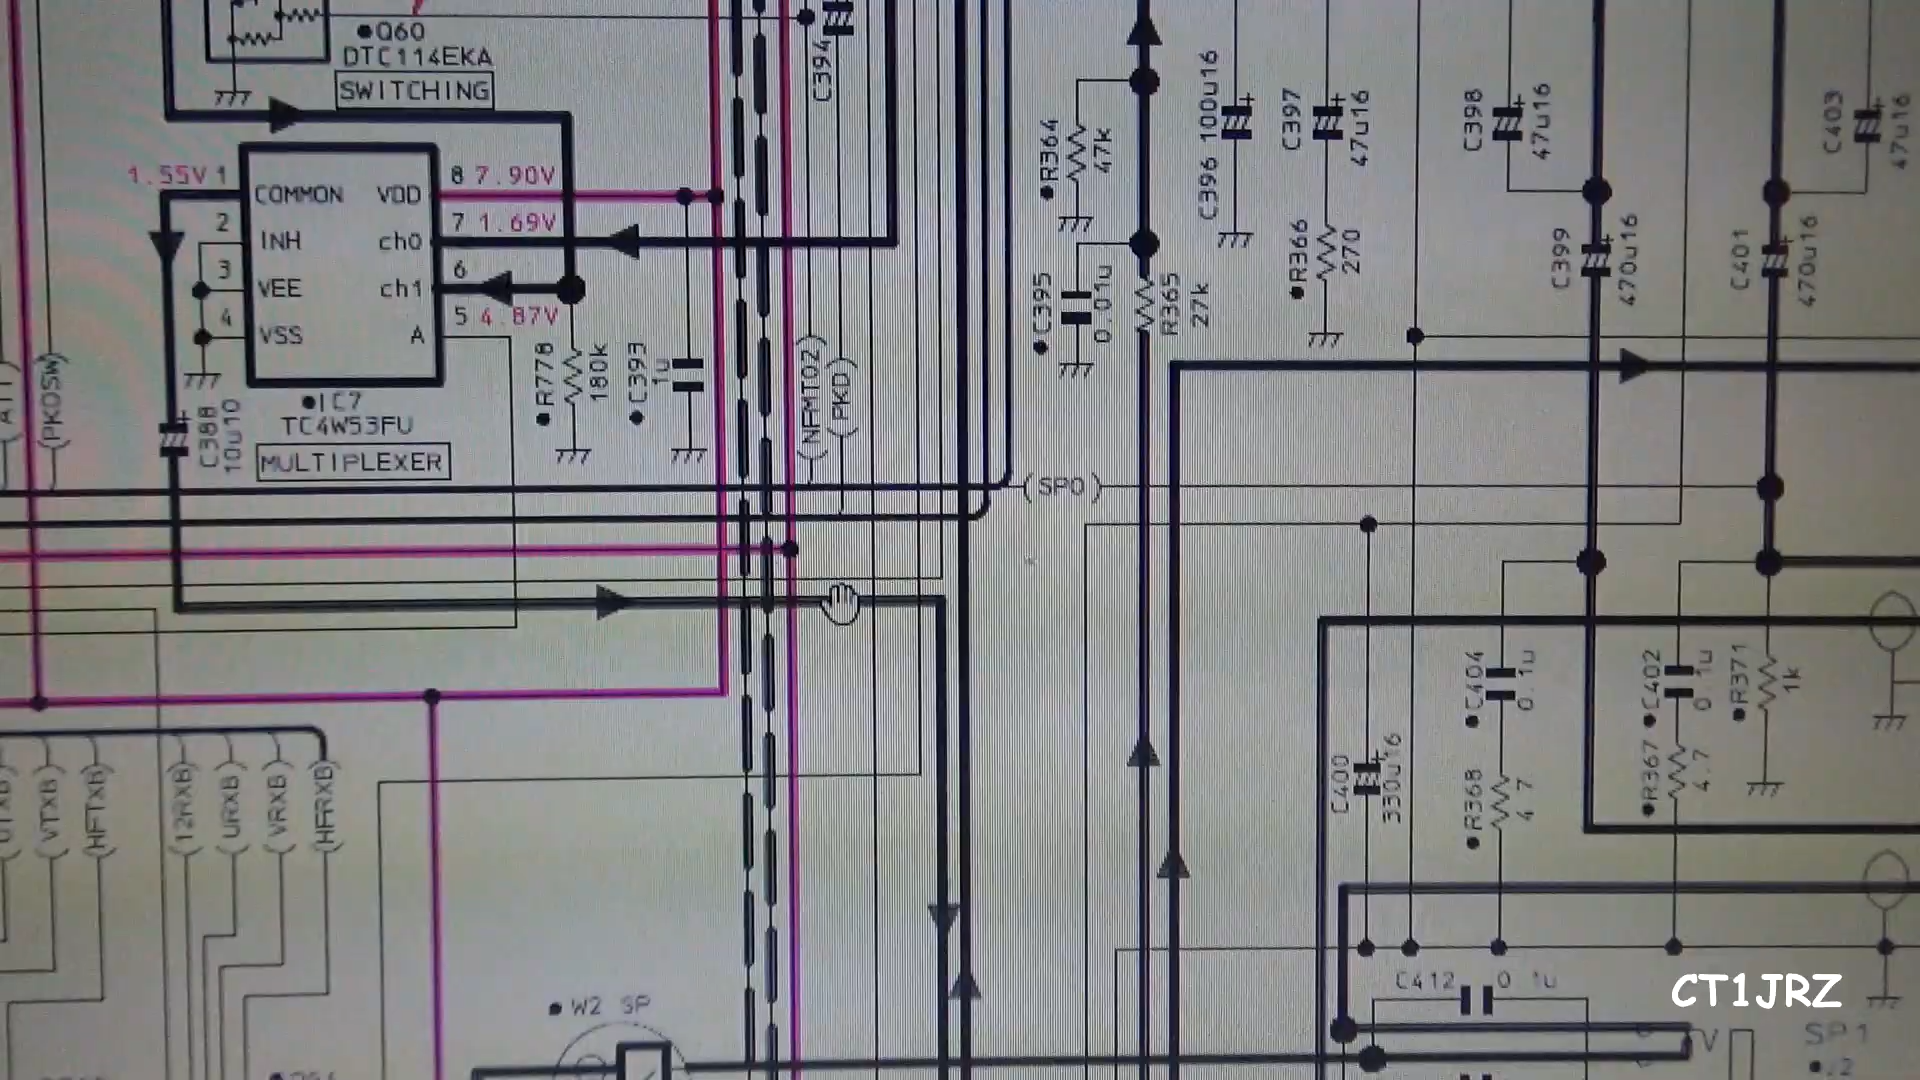 Q60
DTC114EKA
SWITCHING
C394
1.55V
1
COMMON
VDD
8
7.90V
2
INH
ch0
7
1.69V
3
VEE
ch1
6
4
VSS
A
5
4.87V
IC7
TC4W53FU
MULTIPLEXER
C388
10u10
R778
180k
C393
1u
(NFMTOZ)
(PKD)
(PKDSW)
R364
47k
C396 100u16
C397
47u16
C398
47u16
C403
47u16
C395
0.01u
R365
27k
R366
270
C399
470u16
C401
470u16
(SPO)
C400
330u16
C404
0.1u
R368
4.7
C402
0.1u
R367
4.7
R371
1k
(VTXB)
(HFTXB)
(12RXB)
(URXB)
(VRXB)
(HFRXB)
W2 SP
C412
0.1u
SP1
J2
CT1JRZ